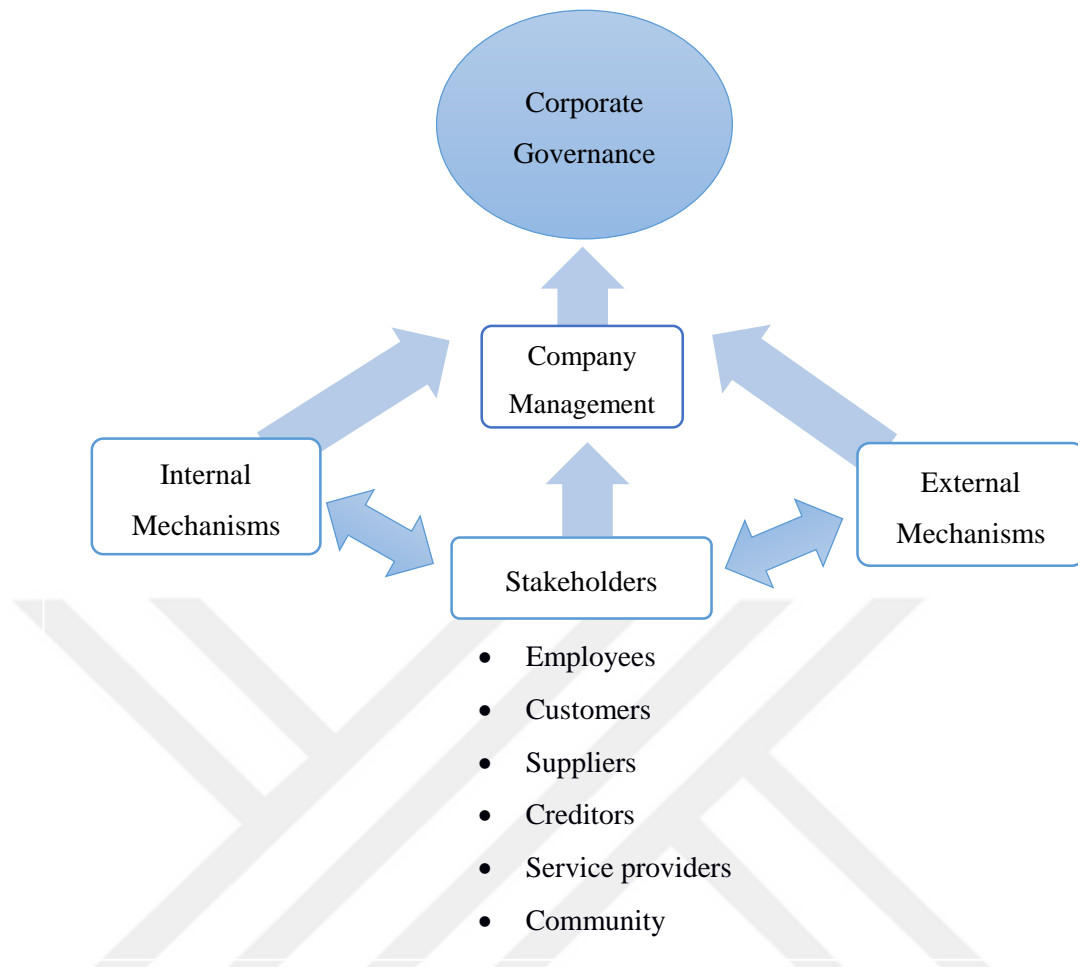 Corporate
Governance
Company
Management
Internal
Mechanisms
External
Mechanisms
Stakeholders
• Employees
• Customers
• Suppliers
• Creditors
• Service providers
• Community